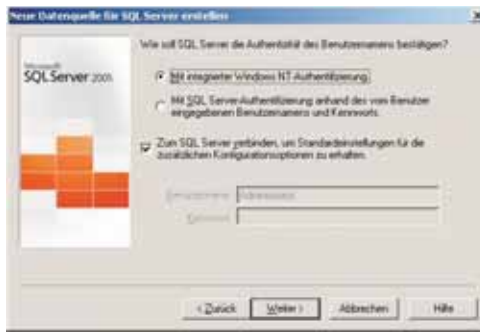 Neue Datenquelle für SQL Server erstellen
Wie soll SQL Server die Authentizität des Benutzernamens bestätigen?
Microsoft
SQL Server 2005
Mit integrierter Windows NT-Authentifizierung.
Mit SQL Server-Authentifizierung anhand des vom Benutzer
eingegebenen Benutzernamens und Kennworts.
Zum SQL Server verbinden, um Standardeinstellungen für die
zusätzlichen Konfigurationsoptionen zu erhalten.
Benutzername: Administrator
Kennwort:
< Zurück
Weiter >
Abbrechen
Hilfe